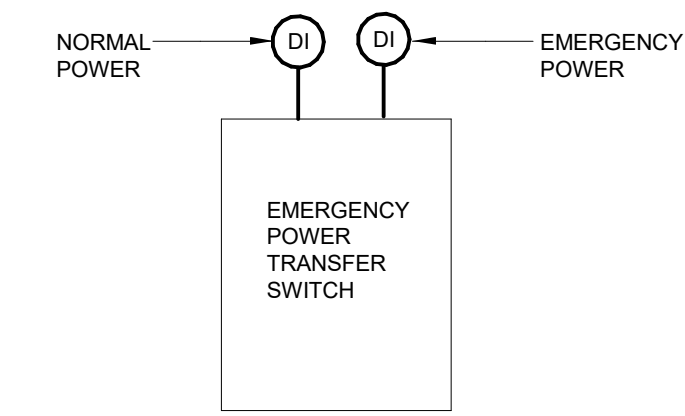 NORMAL
POWER
DI
DI
EMERGENCY
POWER
EMERGENCY
POWER
TRANSFER
SWITCH